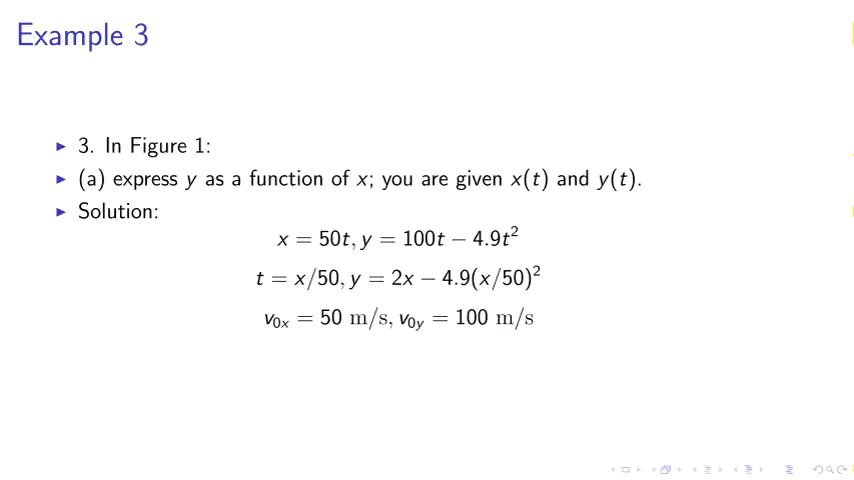 Example 3
▶ 3. In Figure 1:
▶ (a) express y as a function of x; you are given x(t) and y(t).
▶ Solution:
x = 50t, y = 100t − 4.9t²
t = x/50, y = 2x − 4.9(x/50)²
v₀ₓ = 50 m/s, v₀ᵧ = 100 m/s